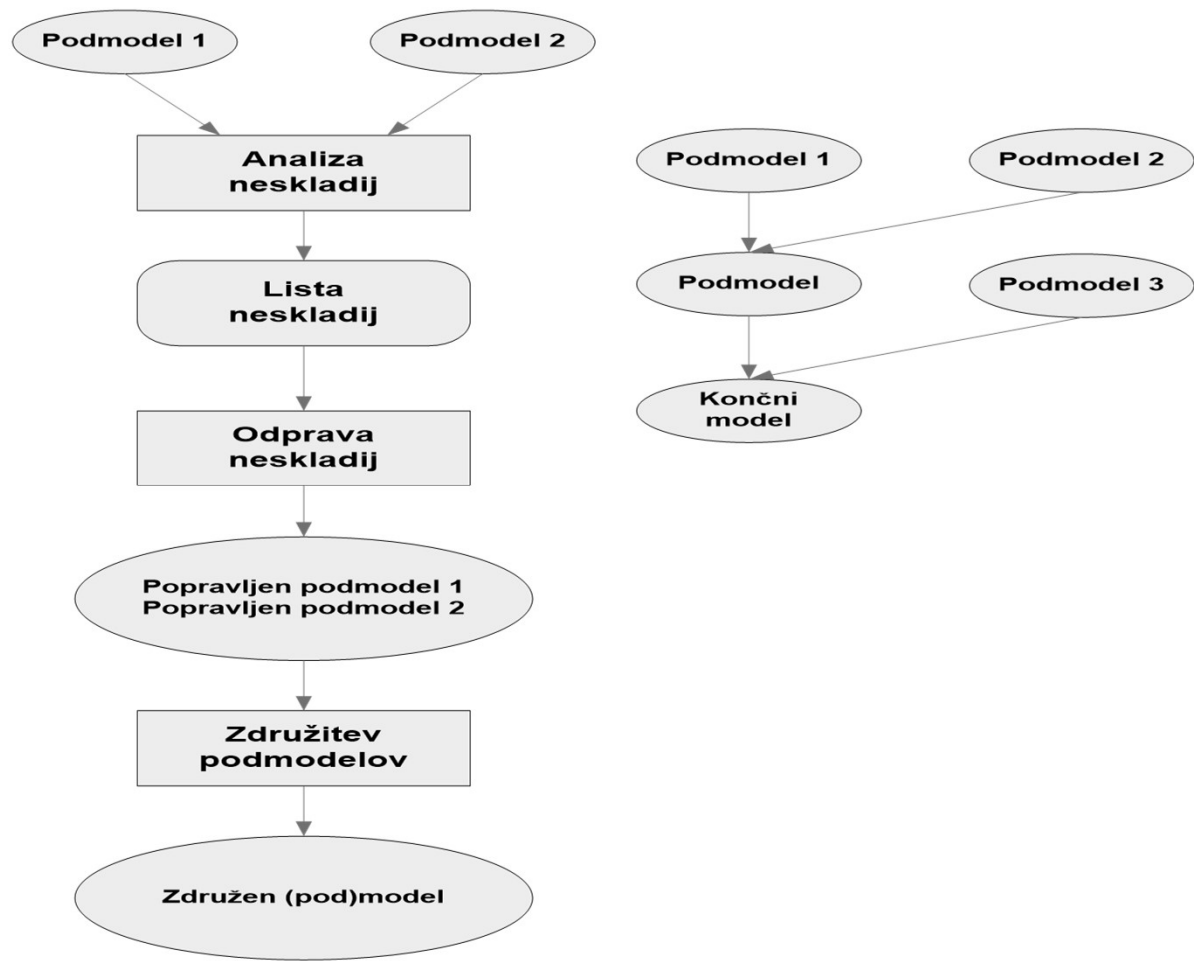 Podmodel 1
Podmodel 2
Analiza
neskladij
Lista
neskladij
Odprava
neskladij
Popravljen podmodel 1
Popravljen podmodel 2
Združitev
podmodelov
Združen (pod)model
Podmodel 1
Podmodel 2
Podmodel
Podmodel 3
Končni
model